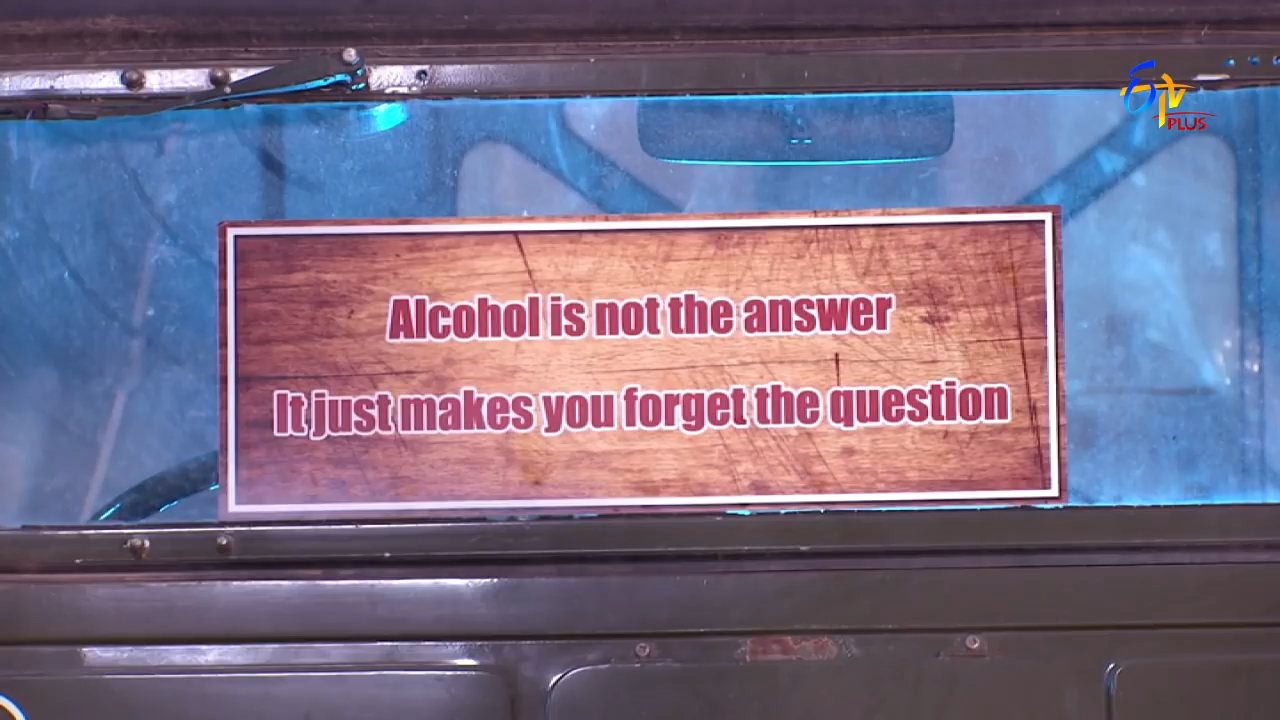 ETV
PLUS
Alcohol is not the answer
It just makes you forget the question